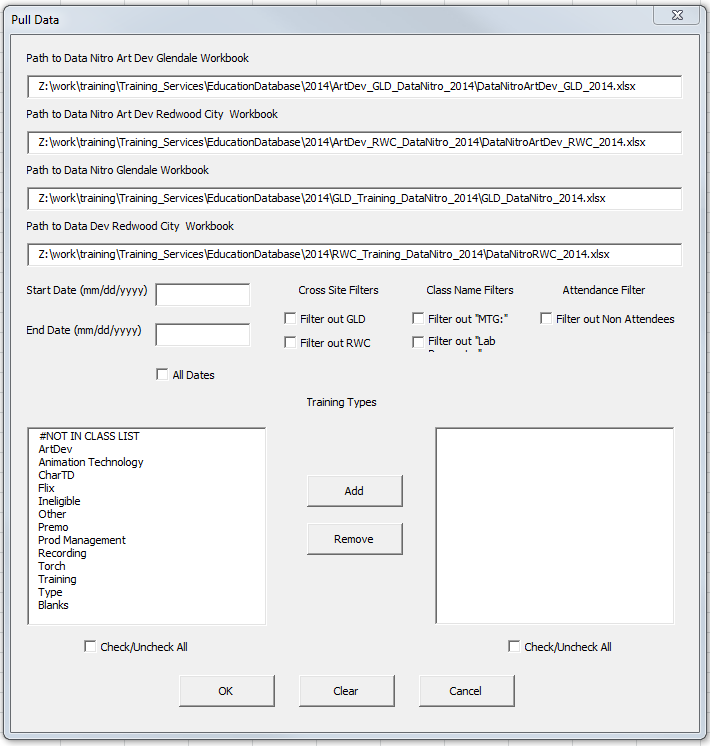 Pull Data
Path to Data Nitro Art Dev Glendale Workbook
Z:\work\training\Training_Services\EducationDatabase\2014\ArtDev_GLD_DataNitro_2014\DataNitroArtDev_GLD_2014.xlsx
Path to Data Nitro Art Dev Redwood City Workbook
Z:\work\training\Training_Services\EducationDatabase\2014\ArtDev_RWC_DataNitro_2014\DataNitroArtDev_RWC_2014.xlsx
Path to Data Nitro Glendale Workbook
Z:\work\training\Training_Services\EducationDatabase\2014\GLD_Training_DataNitro_2014\GLD_DataNitro_2014.xlsx
Path to Data Dev Redwood City Workbook
Z:\work\training\Training_Services\EducationDatabase\2014\RWC_Training_DataNitro_2014\DataNitroRWC_2014.xlsx
Start Date (mm/dd/yyyy)
End Date (mm/dd/yyyy)
All Dates
Cross Site Filters
Filter out GLD
Filter out RWC
Class Name Filters
Filter out "MTG:"
Filter out "Lab
Attendance Filter
Filter out Non Attendees
Training Types
#NOT IN CLASS LIST
ArtDev
Animation Technology
CharTD
Flix
Ineligible
Other
Premo
Prod Management
Recording
Torch
Training
Type
Blanks
Add
Remove
Check/Uncheck All
Check/Uncheck All
OK
Clear
Cancel